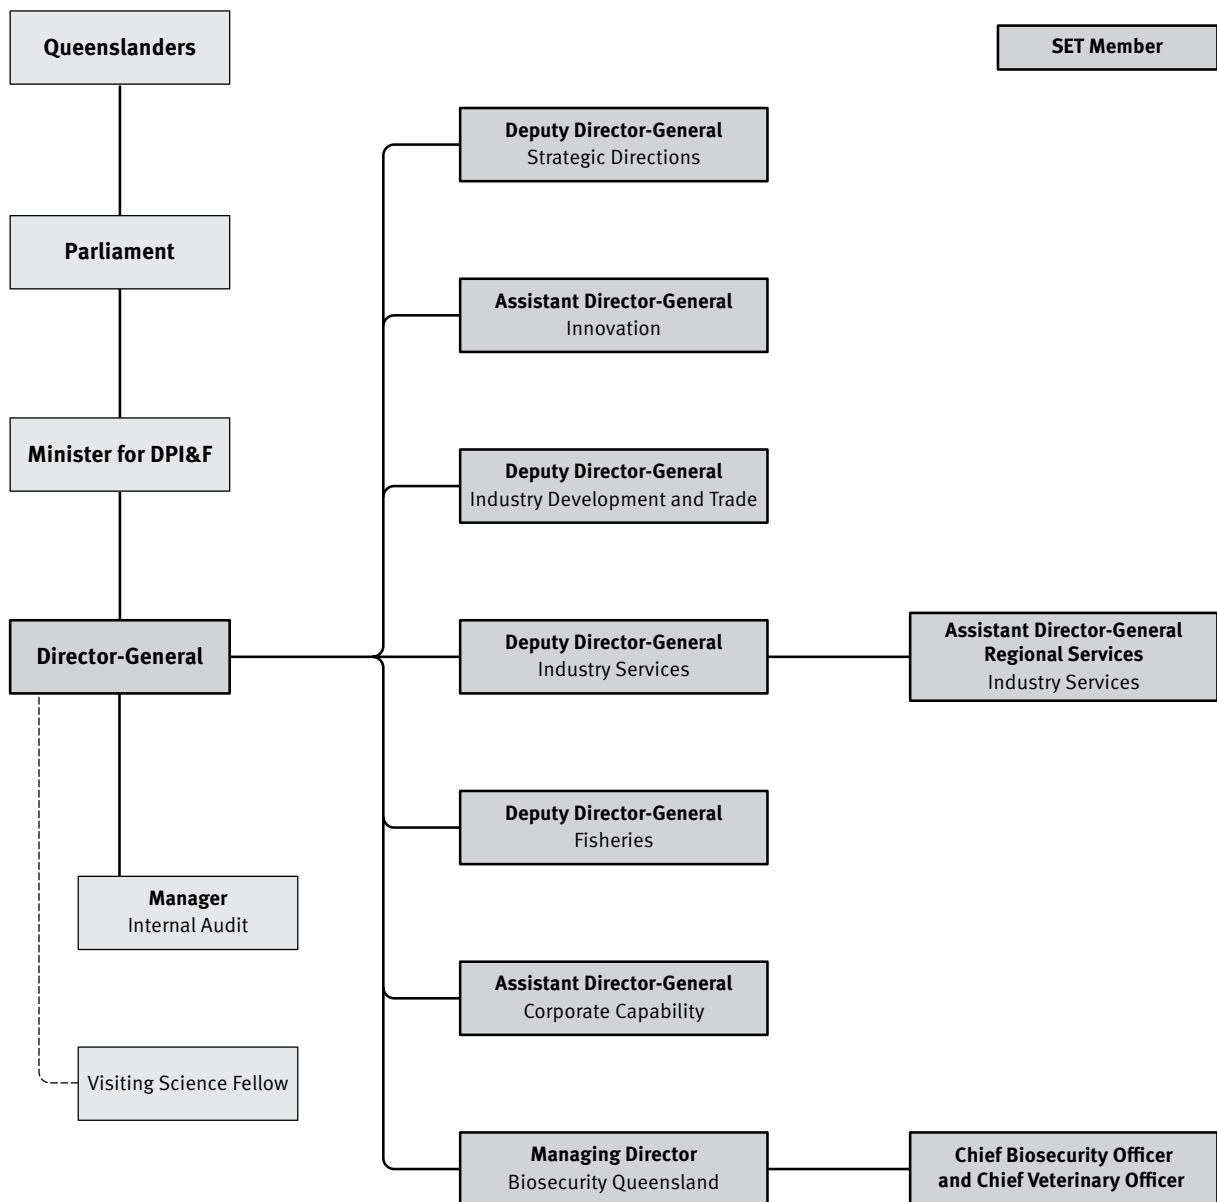 Queenslanders
SET Member
Deputy Director-General
Strategic Directions
Parliament
Assistant Director-General
Innovation
Minister for DPI&F
Deputy Director-General
Industry Development and Trade
Director-General
Deputy Director-General
Industry Services
Assistant Director-General
Regional Services
Industry Services
Deputy Director-General
Fisheries
Manager
Internal Audit
Assistant Director-General
Corporate Capability
Visiting Science Fellow
Managing Director
Biosecurity Queensland
Chief Biosecurity Officer
and Chief Veterinary Officer